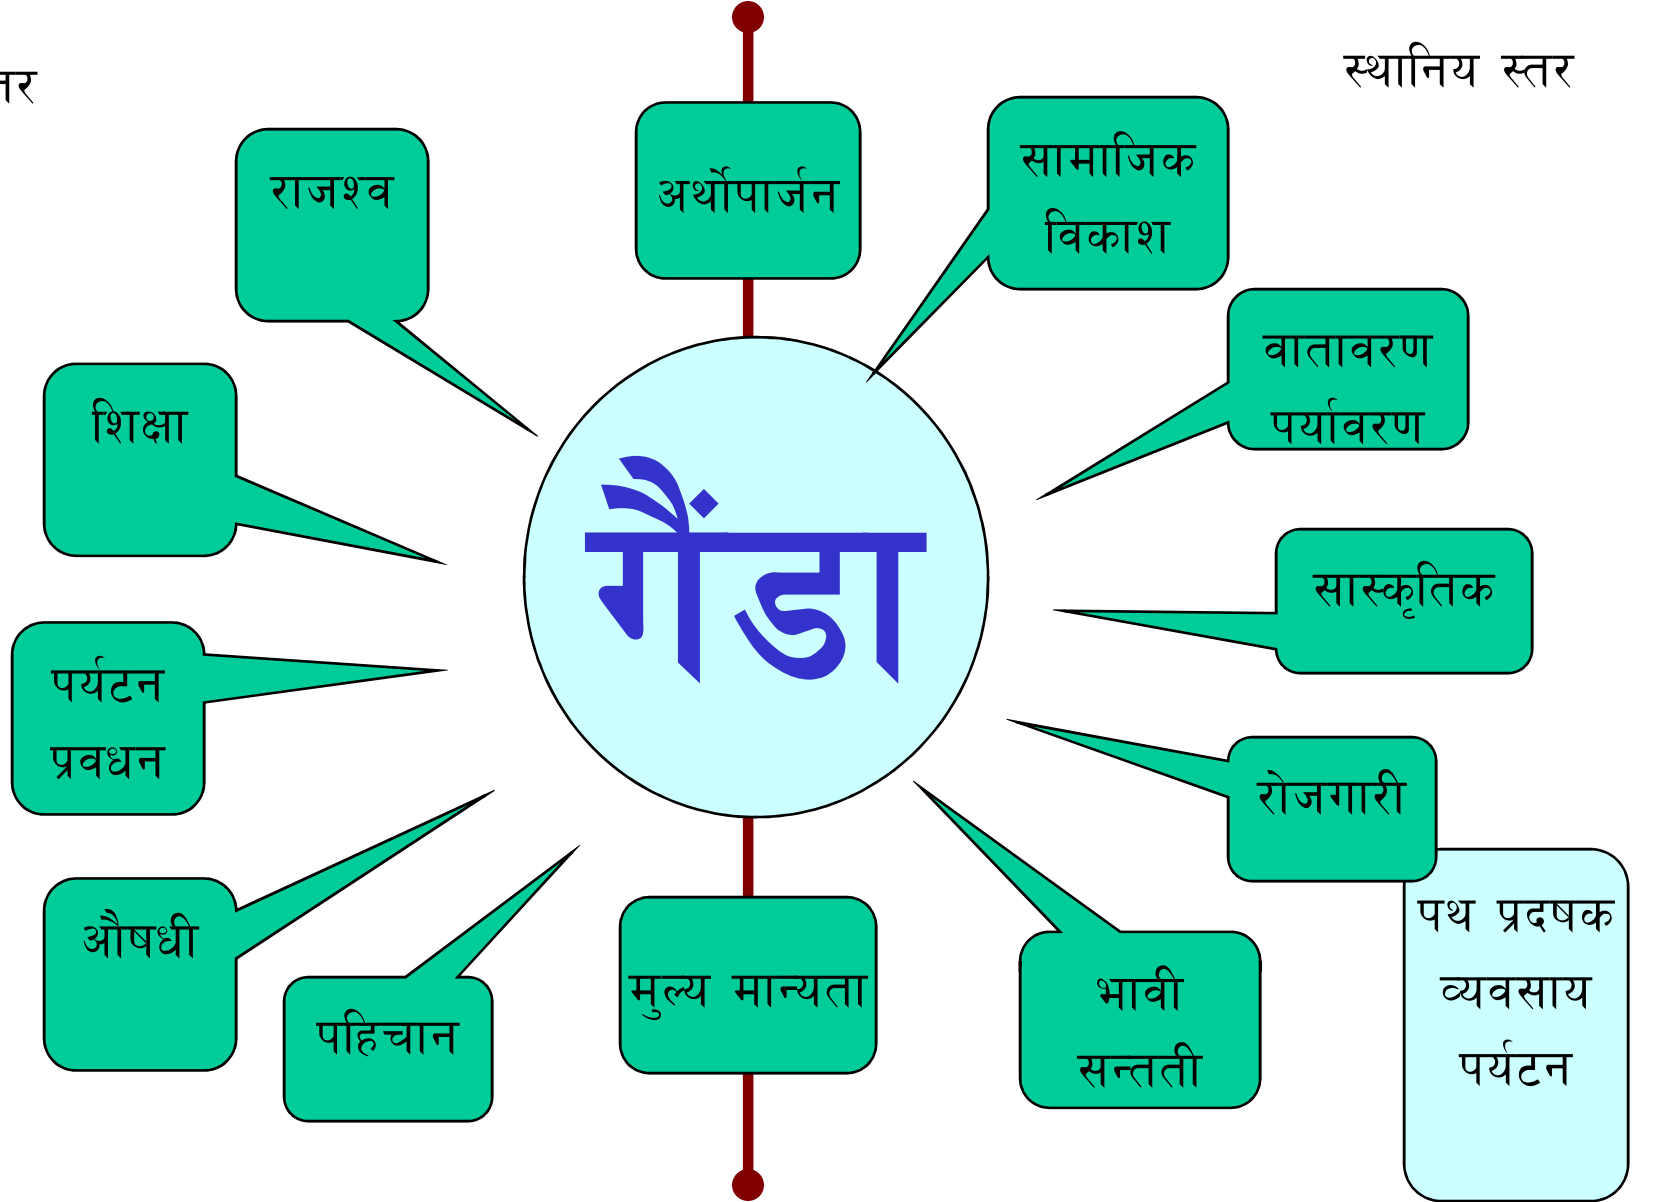 स्थानिय स्तर
राजश्व
अर्थोपार्जन
सामाजिक
विकाश
वातावरण
पर्यावरण
शिक्षा
गैंडा
सास्कृतिक
पर्यटन
प्रवधन
रोजगारी
औषधी
पहिचान
मुल्य मान्यता
भावी
सन्तती
पथ प्रदषक
व्यवसाय
पर्यटन